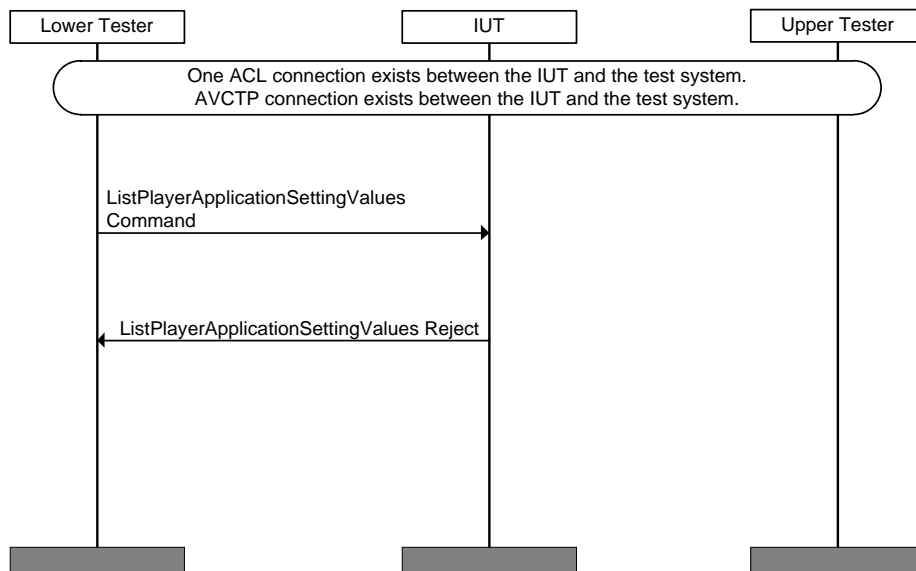 Lower Tester
IUT
Upper Tester
One ACL connection exists between the IUT and the test system.
AVCTP connection exists between the IUT and the test system.
ListPlayerApplicationSettingValues
Command
ListPlayerApplicationSettingValues Reject